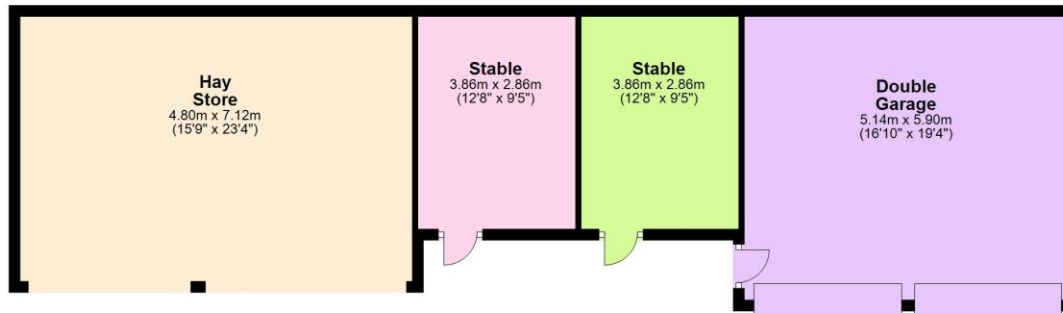 Hay
Store
4.80m x 7.12m
(15'9" x 23'4")
Stable
3.86m x 2.86m
(12'8" x 9'5")
Stable
3.86m x 2.86m
(12'8" x 9'5")
Double
Garage
5.14m x 5.90m
(16'10" x 19'4")